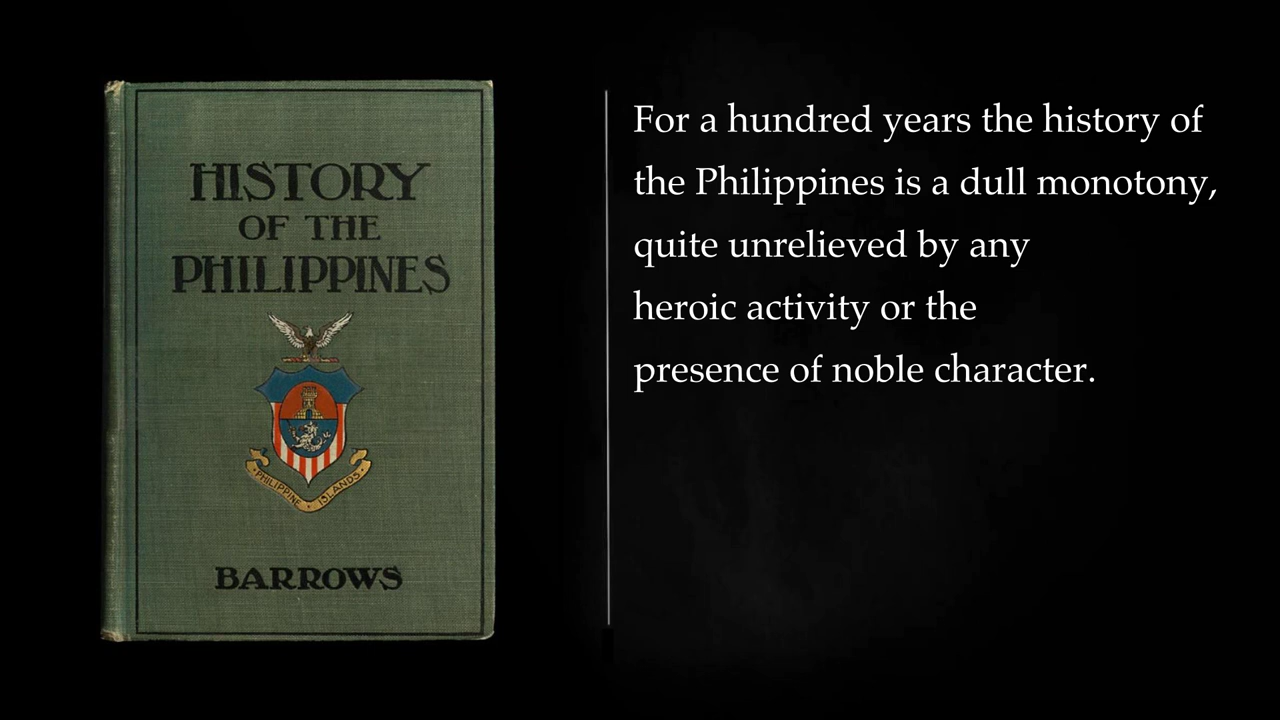 HISTORY
OF THE
PHILIPPINES
PHILIPPINE ISLANDS
BARROWS
For a hundred years the history of
the Philippines is a dull monotony,
quite unrelieved by any
heroic activity or the
presence of noble character.